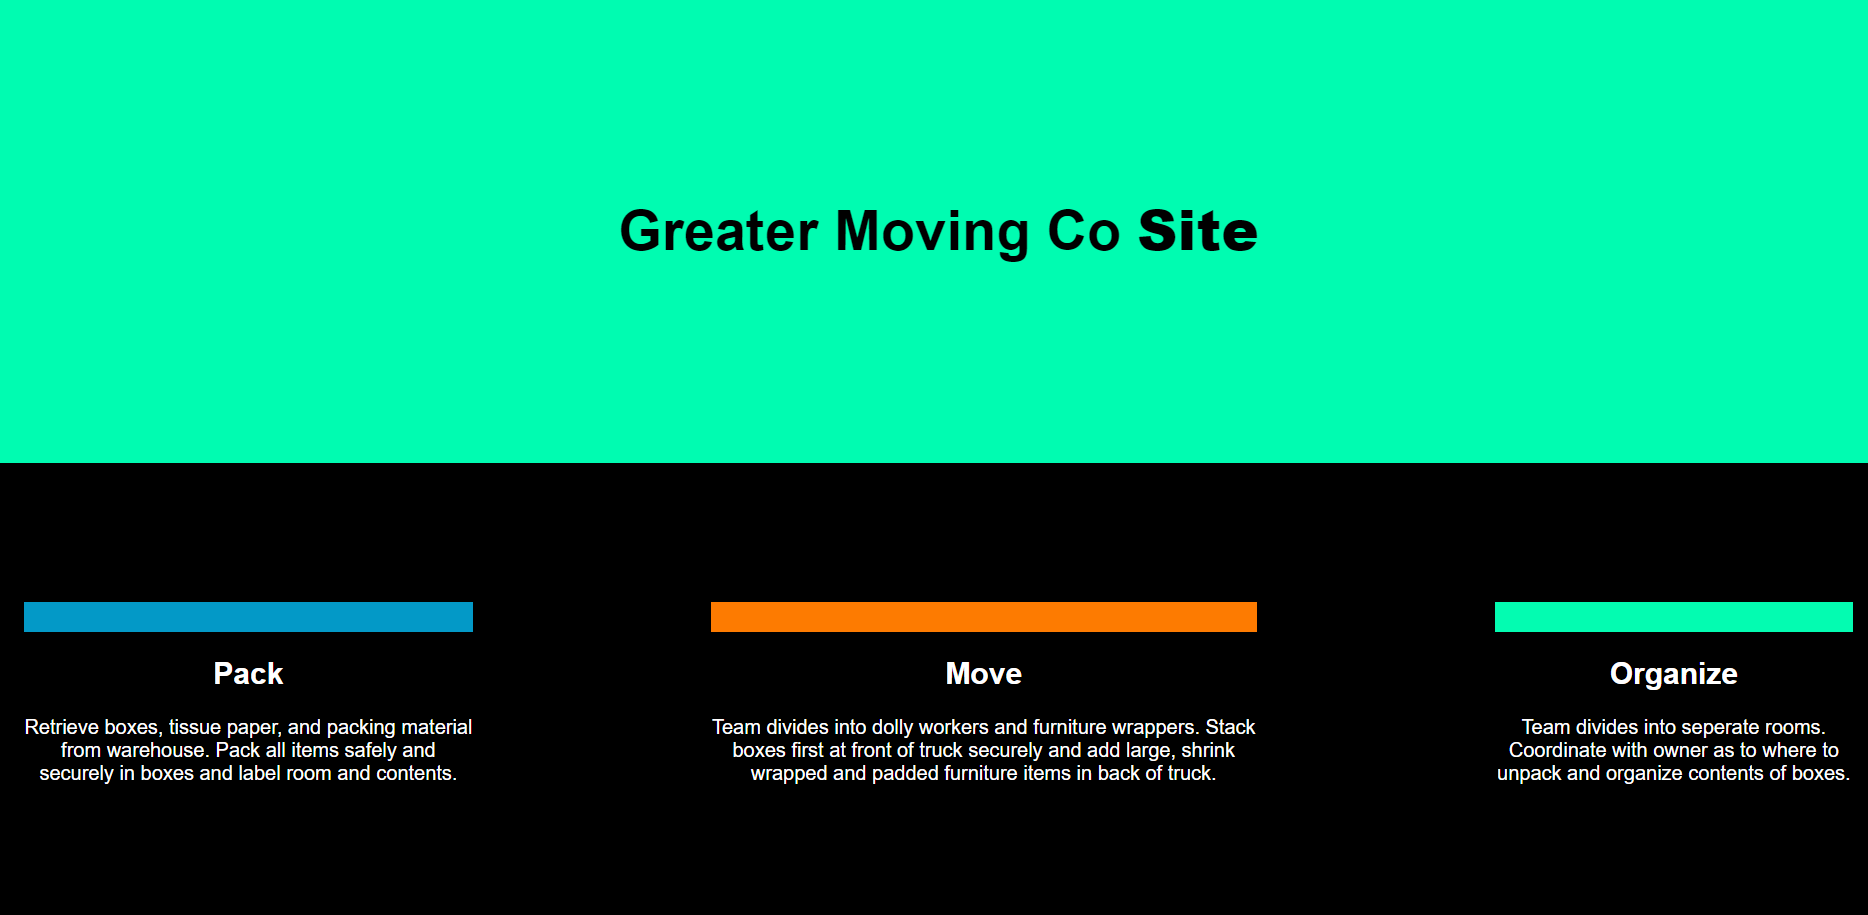 Greater Moving Co Site
Pack
Retrieve boxes, tissue paper, and packing material
from warehouse. Pack all items safely and
securely in boxes and label room and contents.
Move
Team divides into dolly workers and furniture wrappers. Stack
boxes first at front of truck securely and add large, shrink
wrapped and padded furniture items in back of truck.
Organize
Team divides into seperate rooms.
Coordinate with owner as to where to
unpack and organize contents of boxes.